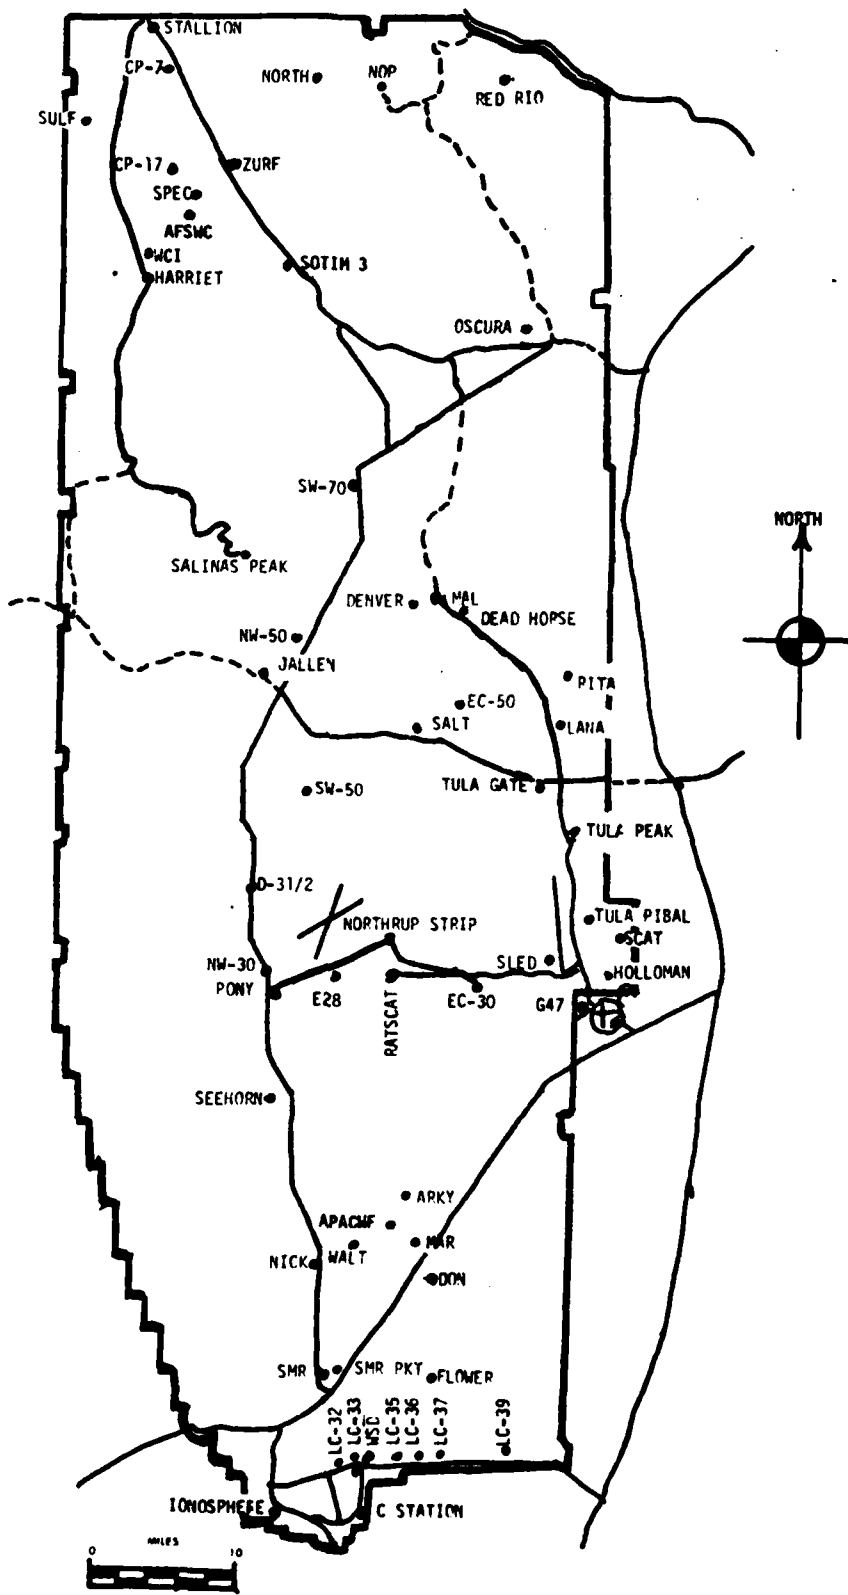 STALLION
CP-7
NORTH
NOP
RED RIO
SULF
CP-17
ZURF
SPEC
AFSWC
WCI
HARRIET
SOTIM 3
OSCURA
SW-70
NORTH
SALINAS PEAK
DENVER
MAL
DEAD HORSE
NW-50
JALLEN
PITA
EC-50
SALT
LANA
SW-50
TULA GATE
TULA PEAK
D-31/2
NORTHRUP STRIP
TULA PIBAL
SCAT
SLED
NW-30
HOLLOMAN
PONY
E28
RATSCAT
EC-30
G47
SEEHORN
ARKY
APACWF
MAR
NICK
WALT
DON
SMR
SMR PKT
FLOWER
LC-32
LC-33
WSD
LC-35
LC-36
LC-37
LC-39
IONOSPHERE
C STATION
MILES
0
10